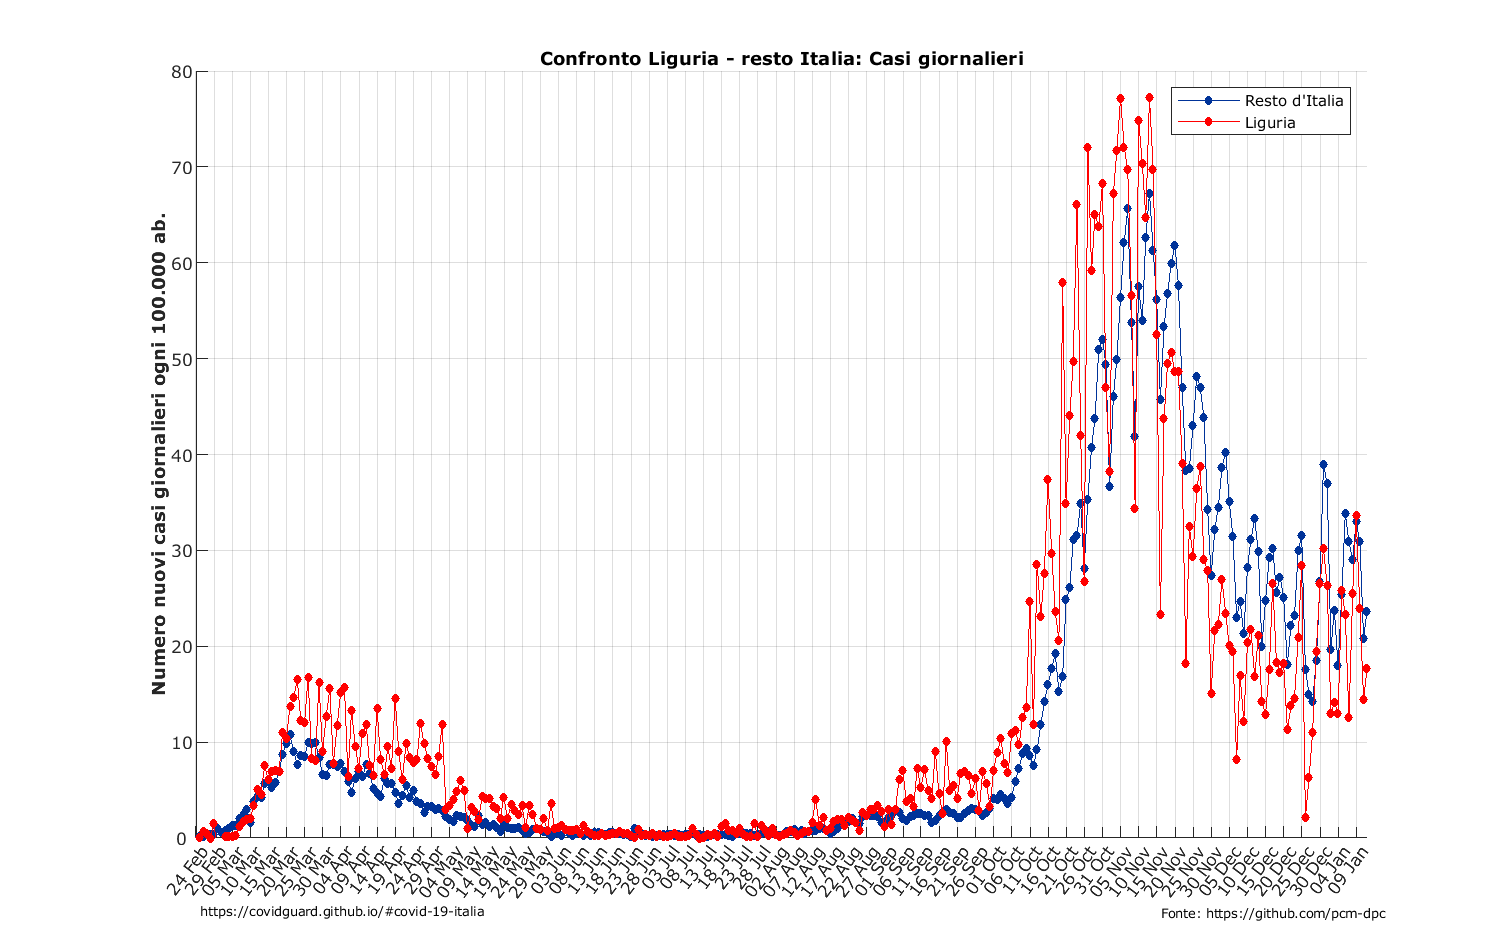 Confronto Liguria - resto Italia: Casi giornalieri
Numero nuovi casi giornalieri ogni 100.000 ab.
80
70
60
50
40
30
20
10
0
Resto d'Italia
Liguria
24 Feb
29 Feb
05 Mar
10 Mar
15 Mar
20 Mar
25 Mar
30 Mar
04 Apr
09 Apr
14 Apr
19 Apr
24 Apr
29 Apr
04 May
09 May
14 May
19 May
24 May
29 May
03 Jun
08 Jun
13 Jun
18 Jun
23 Jun
28 Jun
03 Jul
08 Jul
13 Jul
18 Jul
23 Jul
28 Jul
02 Aug
07 Aug
12 Aug
17 Aug
22 Aug
27 Aug
01 Sep
06 Sep
11 Sep
16 Sep
21 Sep
26 Sep
01 Oct
06 Oct
11 Oct
16 Oct
21 Oct
26 Oct
31 Oct
05 Nov
10 Nov
15 Nov
20 Nov
25 Nov
30 Nov
05 Dec
10 Dec
15 Dec
20 Dec
25 Dec
30 Dec
04 Jan
09 Jan
https://covidguard.github.io/#covid-19-italia
Fonte: https://github.com/pcm-dpc